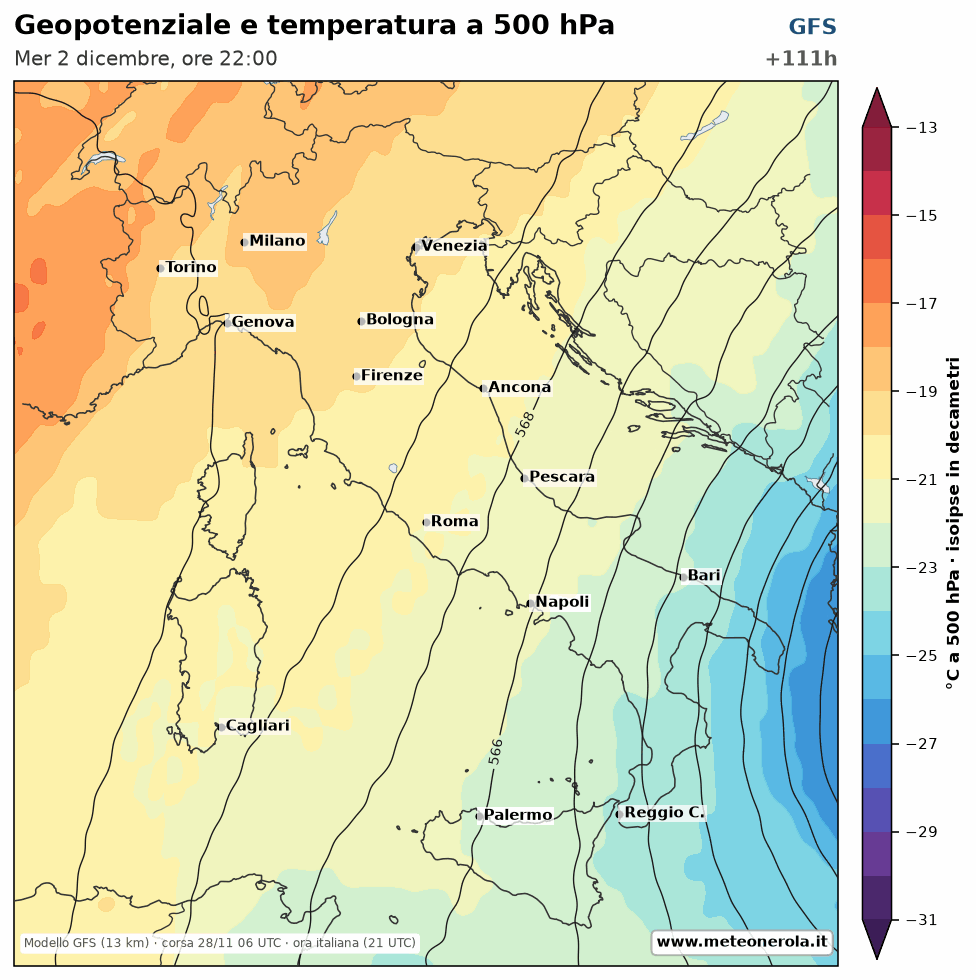 Geopotenziale e temperatura a 500 hPa
GFS
Mer 2 dicembre, ore 22:00
+111h
Milano
Venezia
Torino
Genova
Bologna
Firenze
Ancona
568
Pescara
Roma
Bari
Napoli
Cagliari
566
Palermo
Reggio C.
−13
−15
−17
−19
−21
−23
−25
−27
−29
−31
°C a 500 hPa · isoipse in decametri
Modello GFS (13 km) · corsa 28/11 06 UTC · ora italiana (21 UTC)
www.meteonerola.it